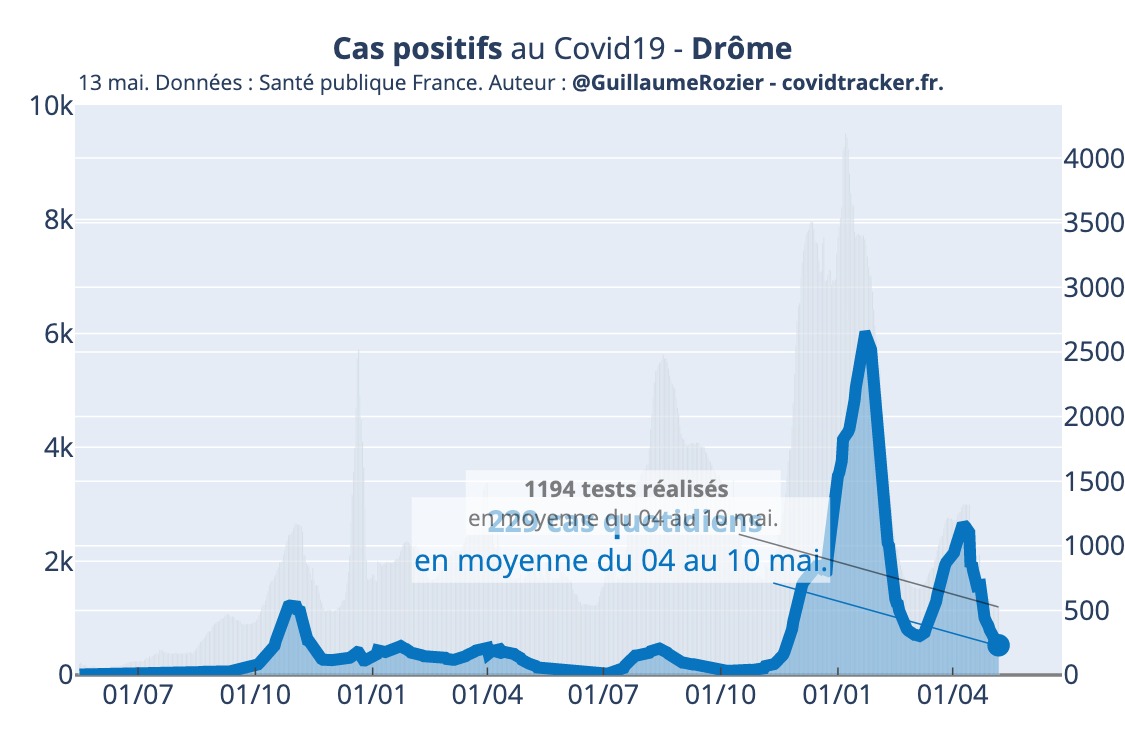 Cas positifs au Covid19 - Drôme
13 mai. Données : Santé publique France. Auteur : @GuillaumeRozier - covidtracker.fr.
10k
8k
6k
4k
2k
0
4000
3500
3000
2500
2000
1500
1000
500
0
1194 tests réalisés
en moyenne du 04 au 10 mai.
229 cas quotidiens
en moyenne du 04 au 10 mai.
01/07 01/10 01/01 01/04 01/07 01/10 01/01 01/04